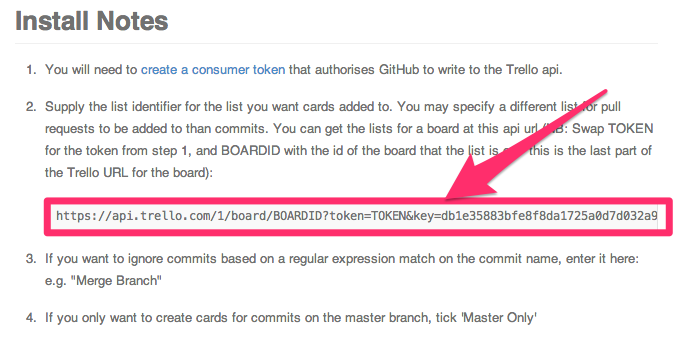 Install Notes
1. You will need to create a consumer token that authorises GitHub to write to the Trello api.
2. Supply the list identifier for the list you want cards added to. You may specify a different list for pull
requests to be added to than commits. You can get the lists for a board at this api url B: Swap TOKEN
for the token from step 1, and BOARDID with the id of the board that the list is this is the last part of
the Trello URL for the board):
https://api.trello.com/1/board/BOARDID?token=TOKEN&key=db1e35883bfe8f8da1725a0d7d032a9
3. If you want to ignore commits based on a regular expression match on the commit name, enter it here:
e.g. "Merge Branch"
4. If you only want to create cards for commits on the master branch, tick 'Master Only'